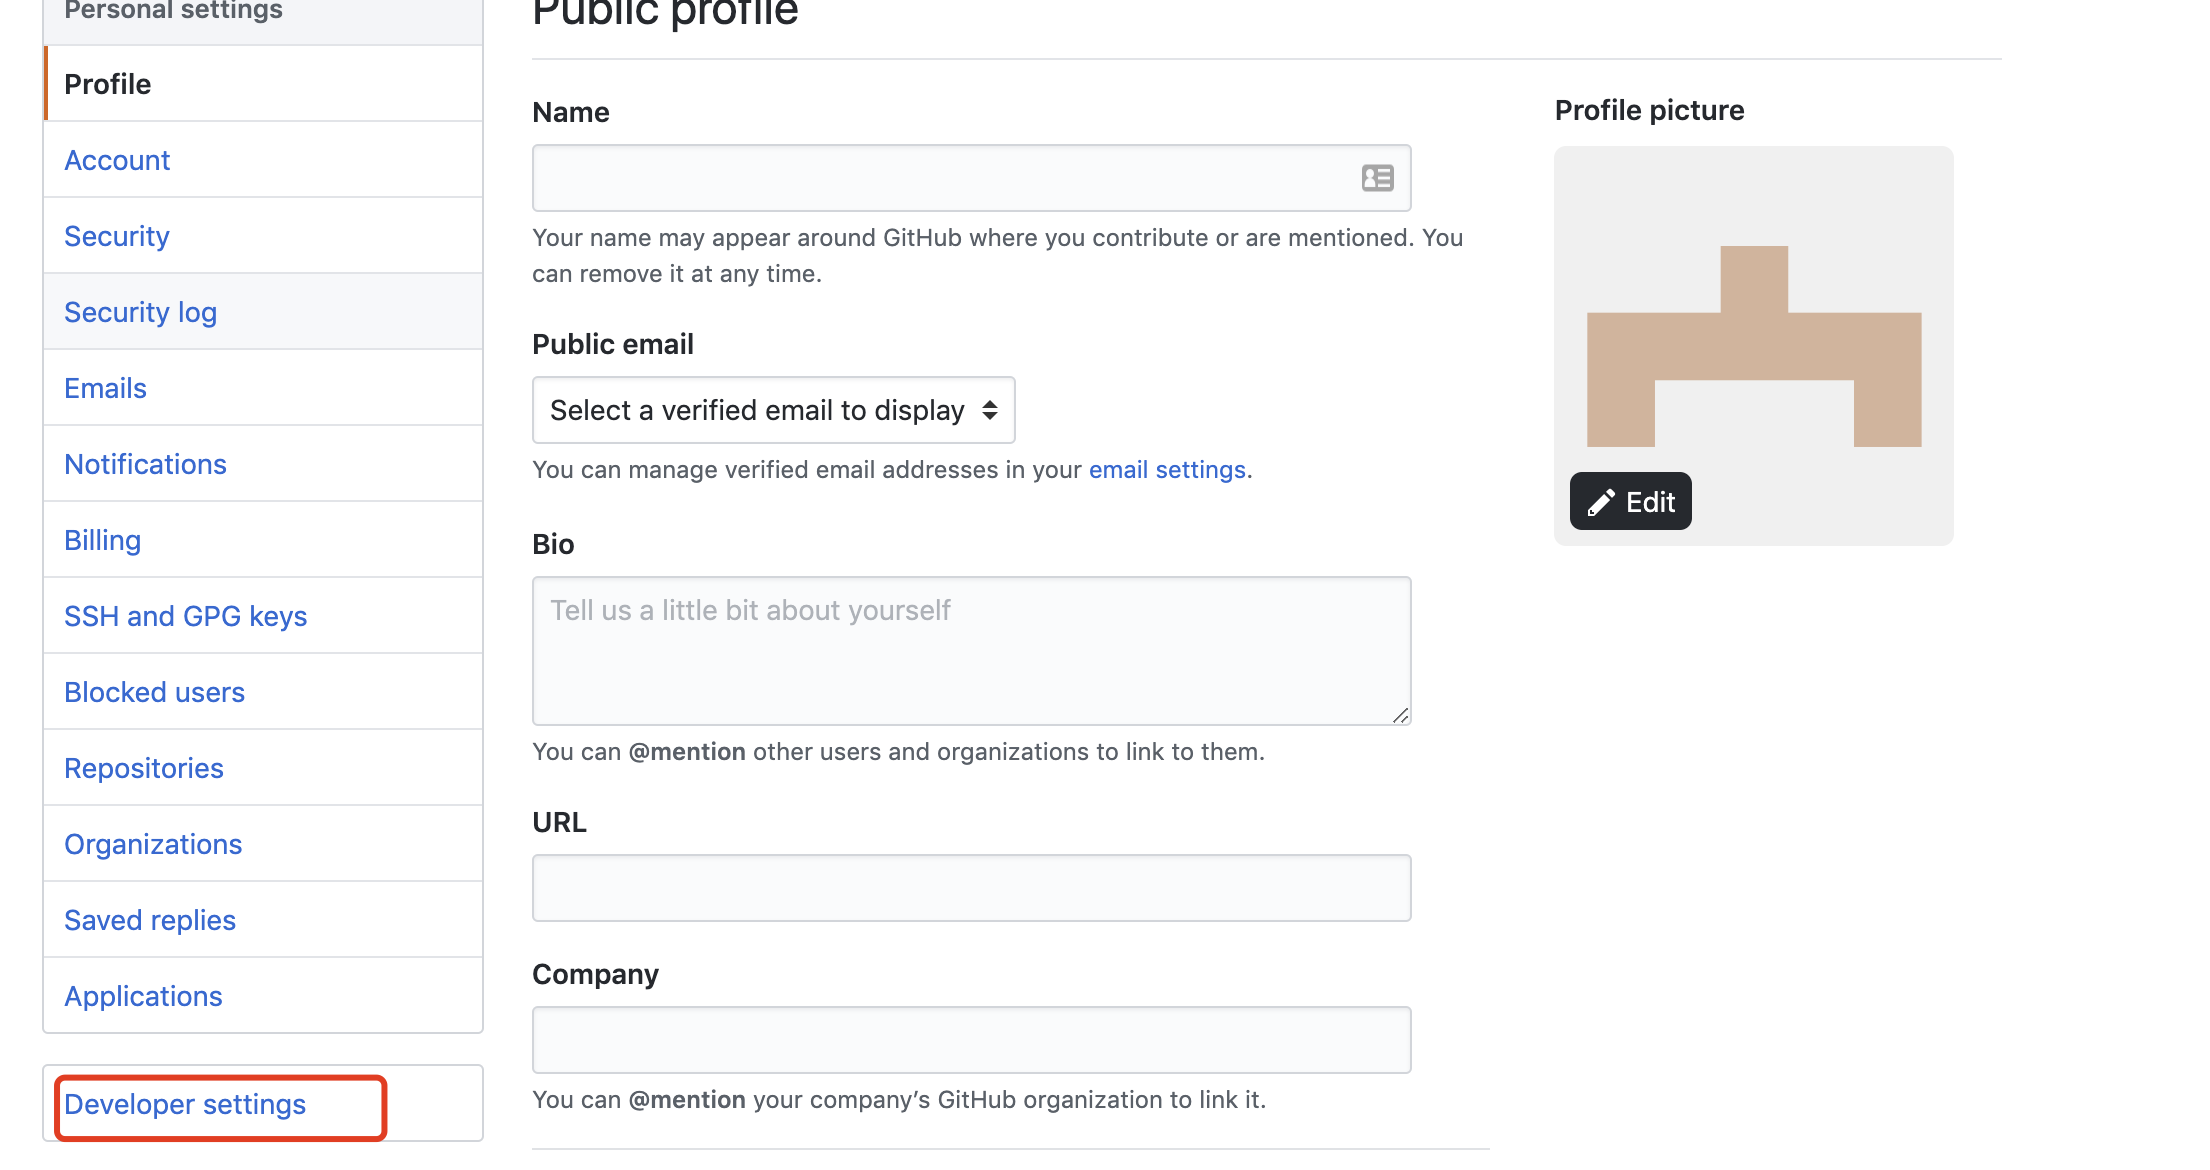 Personal settings
Profile
Account
Security
Security log
Emails
Notifications
Billing
SSH and GPG keys
Blocked users
Repositories
Organizations
Saved replies
Applications
Developer settings
Public profile
Name
Your name may appear around GitHub where you contribute or are mentioned. You
can remove it at any time.
Public email
Select a verified email to display
You can manage verified email addresses in your email settings.
Bio
Tell us a little bit about yourself
You can @mention other users and organizations to link to them.
URL
Company
You can @mention your company’s GitHub organization to link it.
Profile picture
Edit